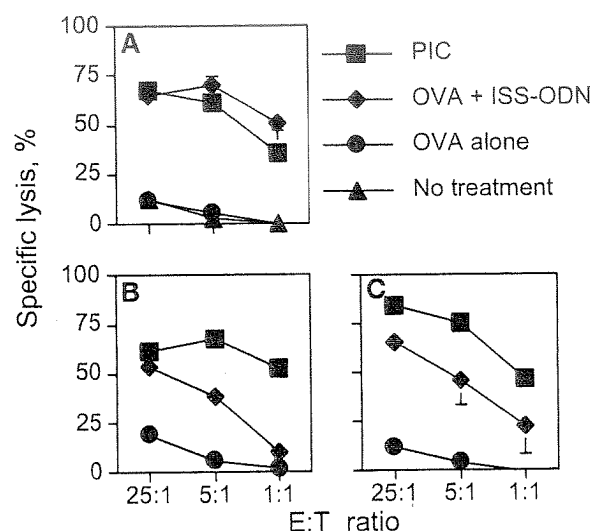 100
A
75
50
25
0
Specific lysis, %
PIC
OVA + ISS-ODN
OVA alone
No treatment
100
B
75
50
25
0
C
25:1 5:1 1:1
25:1 5:1 1:1
E:T ratio